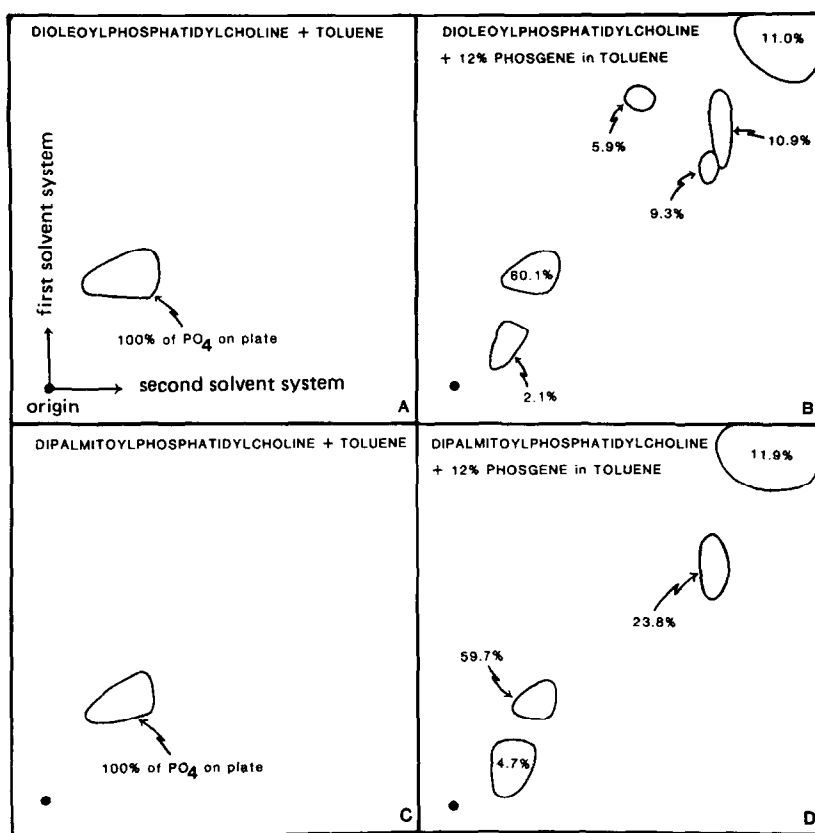 DIOLEOYLPHOSPHATIDYLCHOLINE + TOLUENE
first solvent system
100% of PO4 on plate
second solvent system
origin
A
DIOLEOYLPHOSPHATIDYLCHOLINE
+ 12% PHOSGENE in TOLUENE
11.0%
5.9%
10.9%
9.3%
60.1%
2.1%
B
DIPALMITOYLPHOSPHATIDYLCHOLINE + TOLUENE
100% of PO4 on plate
C
DIPALMITOYLPHOSPHATIDYLCHOLINE
+ 12% PHOSGENE in TOLUENE
11.9%
23.8%
59.7%
4.7%
D